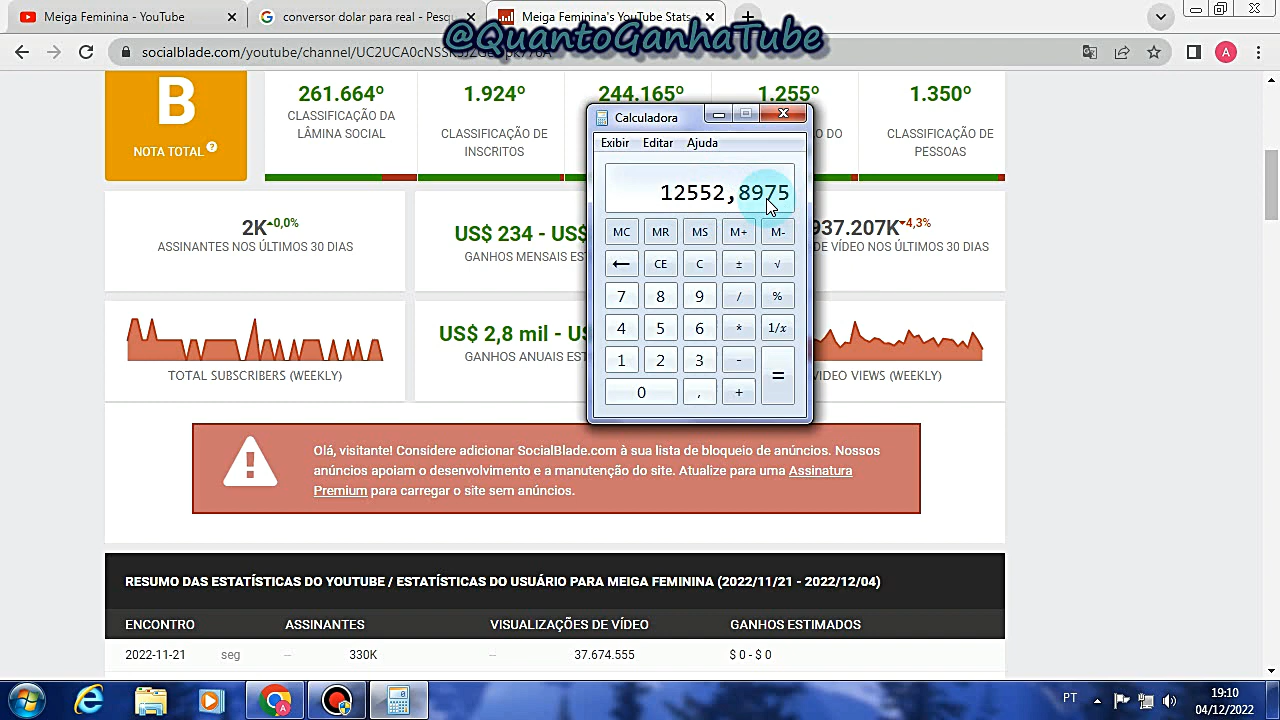 Meiga Feminina - YouTube
conversor dolar para real - Pesqu
Meiga Feminina's YouTube Stats
@QuantoGanhaTube
socialblade.com/youtube/channel/UC2UCA0cNSSR
A
B
NOTA TOTAL ?
261.664º
CLASSIFICAÇÃO DA
LÂMINA SOCIAL
1.924º
CLASSIFICAÇÃO DE
INSCRITOS
244.165º
1.255º
DO
1.350º
CLASSIFICAÇÃO DE
PESSOAS
Calculadora
Exibir Editar Ajuda
12552,8975
MC MR MS M+ M-
← CE C ± √
7 8 9 / %
4 5 6 * 1/x
1 2 3 - =
0 , +
2K 0,0%
ASSINANTES NOS ÚLTIMOS 30 DIAS
US$ 234 - US$
GANHOS MENSAIS EST
937.207K -4,3%
DE VÍDEO NOS ÚLTIMOS 30 DIAS
TOTAL SUBSCRIBERS (WEEKLY)
US$ 2,8 mil - US
GANHOS ANUAIS EST
VIDEO VIEWS (WEEKLY)
Olá, visitante! Considere adicionar SocialBlade.com à sua lista de bloqueio de anúncios. Nossos
anúncios apoiam o desenvolvimento e a manutenção do site. Atualize para uma Assinatura
Premium para carregar o site sem anúncios.
RESUMO DAS ESTATÍSTICAS DO YOUTUBE / ESTATÍSTICAS DO USUÁRIO PARA MEIGA FEMININA (2022/11/21 - 2022/12/04)
ENCONTRO ASSINANTES VISUALIZAÇÕES DE VÍDEO GANHOS ESTIMADOS
2022-11-21 seg -- 330K -- 37.674.555 $ 0 - $ 0
PT
19:10
04/12/2022